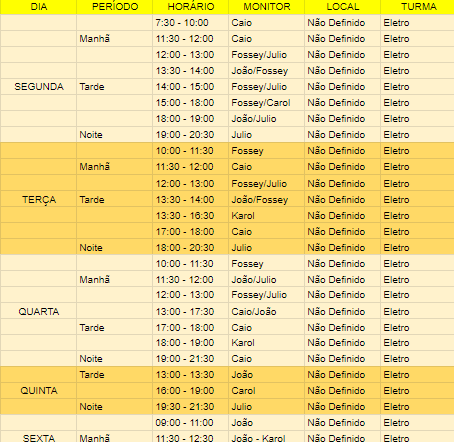 DIA PERÍODO HORÁRIO MONITOR LOCAL TURMA
7:30 - 10:00 Caio Não Definido Eletro
Manhã 11:30 - 12:00 Caio Não Definido Eletro
12:00 - 13:00 Fossey/Julio Não Definido Eletro
13:30 - 14:00 João/Fossey Não Definido Eletro
SEGUNDA Tarde 14:00 - 15:00 Fossey/Julio Não Definido Eletro
15:00 - 18:00 Fossey/Carol Não Definido Eletro
18:00 - 19:00 João/Julio Não Definido Eletro
Noite 19:00 - 20:30 Julio Não Definido Eletro
10:00 - 11:30 Fossey Não Definido Eletro
Manhã 11:30 - 12:00 Caio Não Definido Eletro
12:00 - 13:00 Fossey/Julio Não Definido Eletro
TERÇA Tarde 13:30 - 14:00 João/Fossey Não Definido Eletro
13:30 - 16:30 Karol Não Definido Eletro
17:00 - 18:00 Caio Não Definido Eletro
Noite 18:00 - 20:30 Julio Não Definido Eletro
10:00 - 11:30 Fossey Não Definido Eletro
Manhã 11:30 - 12:00 João/Julio Não Definido Eletro
12:00 - 13:00 Fossey/Julio Não Definido Eletro
QUARTA 13:00 - 17:30 Caio/João Não Definido Eletro
Tarde 17:00 - 18:00 Caio Não Definido Eletro
18:00 - 19:00 Karol Não Definido Eletro
Noite 19:00 - 21:30 Caio Não Definido Eletro
Tarde 13:00 - 13:30 João Não Definido Eletro
QUINTA 16:00 - 19:00 Carol Não Definido Eletro
Noite 19:30 - 21:30 Julio Não Definido Eletro
09:00 - 11:00 João Não Definido Eletro
SEXTA Manhã 11:30 - 12:30 João - Karol Não Definido Eletro